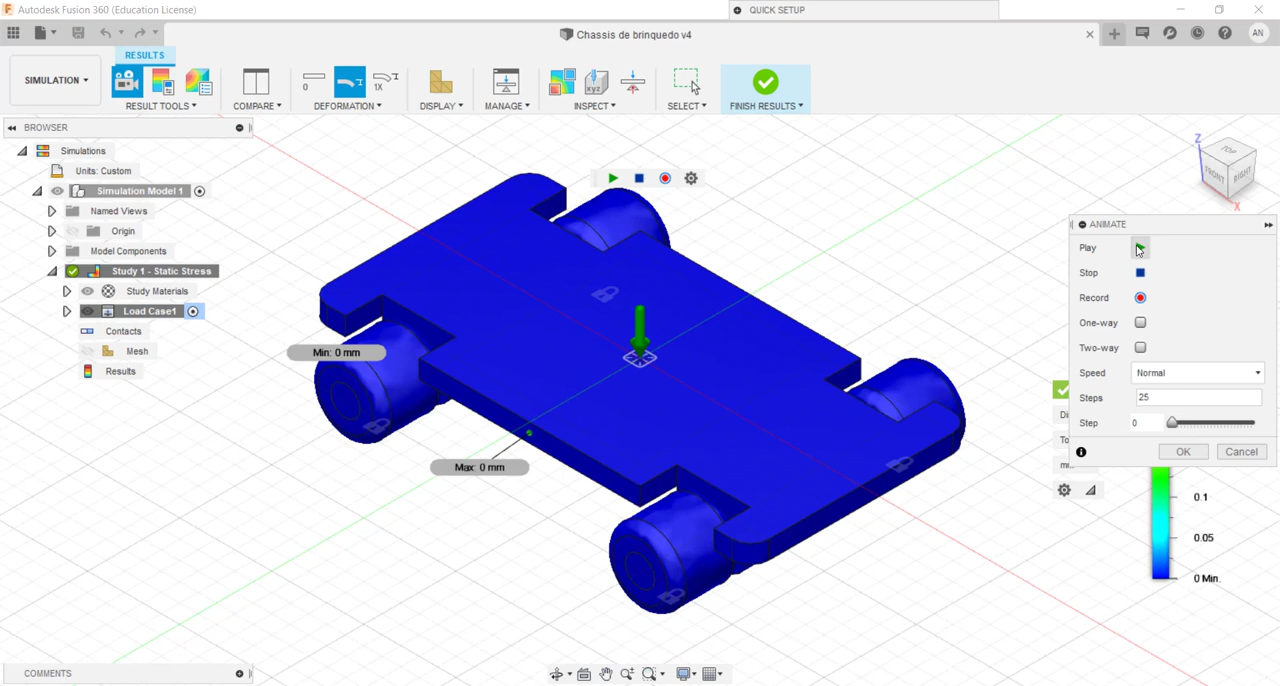 Autodesk Fusion 360 (Education License)
QUICK SETUP
Chassis de brinquedo v4
AN
RESULTS
SIMULATION
0
1X
xyz
RESULT TOOLS
COMPARE
DEFORMATION
DISPLAY
MANAGE
INSPECT
SELECT
FINISH RESULTS
BROWSER
Simulations
Units: Custom
Simulation Model 1
Named Views
Origin
Model Components
Study 1 - Static Stress
Study Materials
Load Case1
Contacts
Mesh
Results
Min: 0 mm
Max: 0 mm
Z
TOP
FRONT
RIGHT
X
ANIMATE
Play
Stop
Record
One-way
Two-way
Speed
Normal
Steps
25
Step
0
OK
Cancel
0.1
0.05
0 Min.
COMMENTS